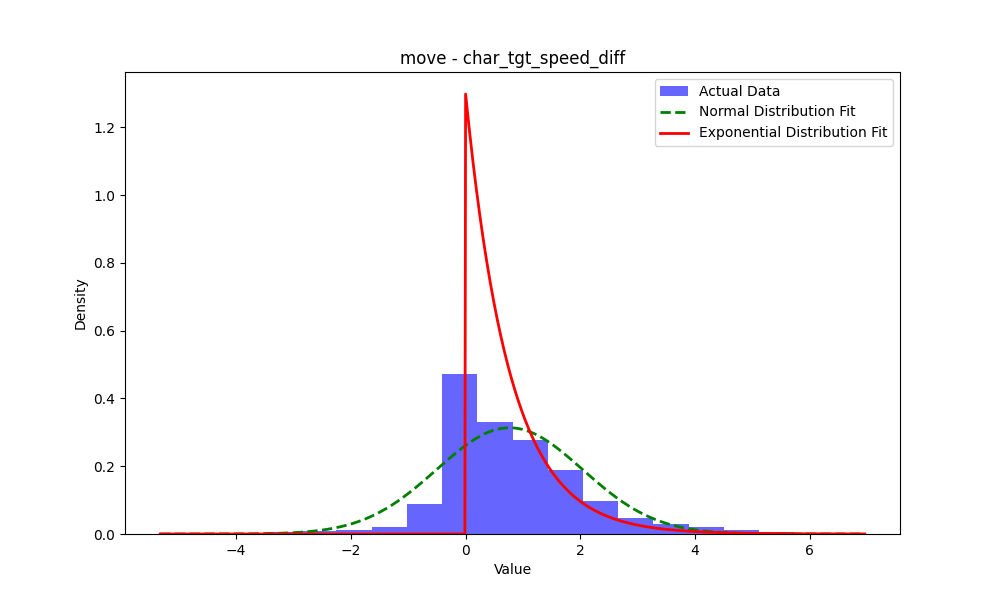 move - char_tgt_speed_diff
Actual Data
Normal Distribution Fit
Exponential Distribution Fit
Density
1.2
1.0
0.8
0.6
0.4
0.2
0.0
−4
−2
0
2
4
6
Value